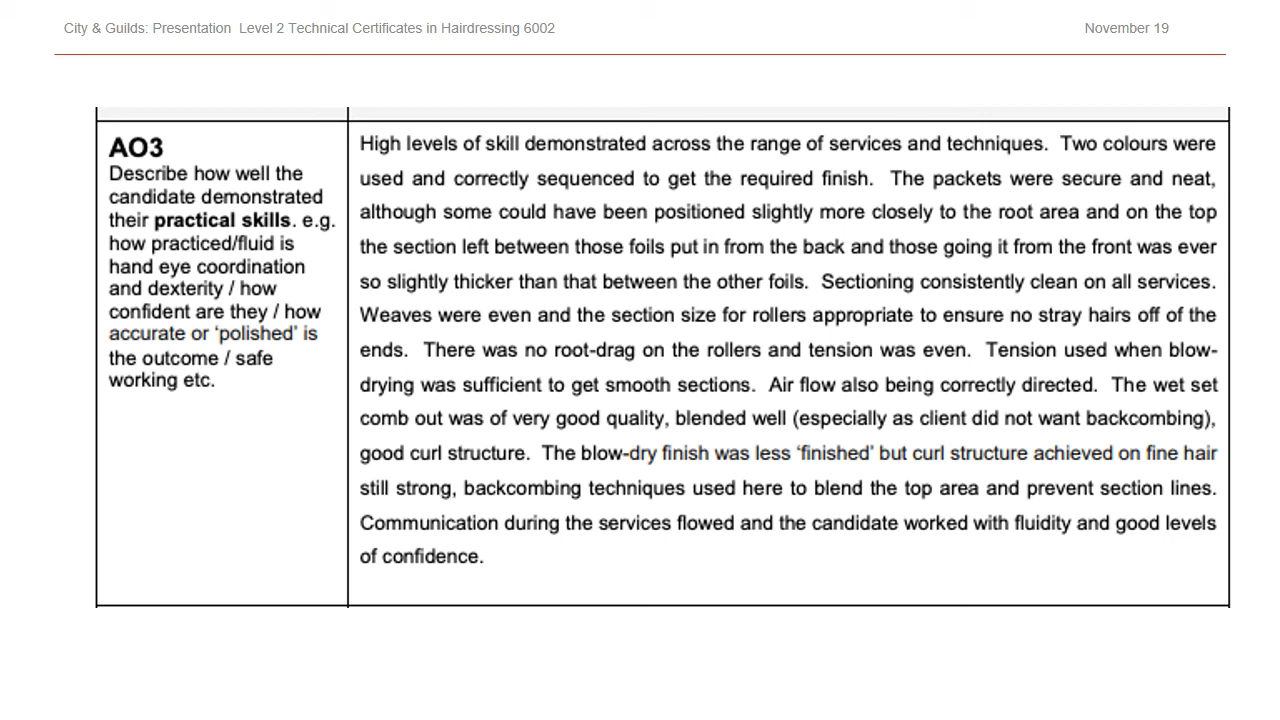 City & Guilds: Presentation Level 2 Technical Certificates in Hairdressing 6002
November 19
AO3
Describe how well the
candidate demonstrated
their practical skills. e.g.
how practiced/fluid is
hand eye coordination
and dexterity / how
confident are they / how
accurate or ‘polished’ is
the outcome / safe
working etc.
High levels of skill demonstrated across the range of services and techniques. Two colours were
used and correctly sequenced to get the required finish. The packets were secure and neat,
although some could have been positioned slightly more closely to the root area and on the top
the section left between those foils put in from the back and those going it from the front was ever
so slightly thicker than that between the other foils. Sectioning consistently clean on all services.
Weaves were even and the section size for rollers appropriate to ensure no stray hairs off of the
ends. There was no root-drag on the rollers and tension was even. Tension used when blow-
drying was sufficient to get smooth sections. Air flow also being correctly directed. The wet set
comb out was of very good quality, blended well (especially as client did not want backcombing),
good curl structure. The blow-dry finish was less ‘finished’ but curl structure achieved on fine hair
still strong, backcombing techniques used here to blend the top area and prevent section lines.
Communication during the services flowed and the candidate worked with fluidity and good levels
of confidence.